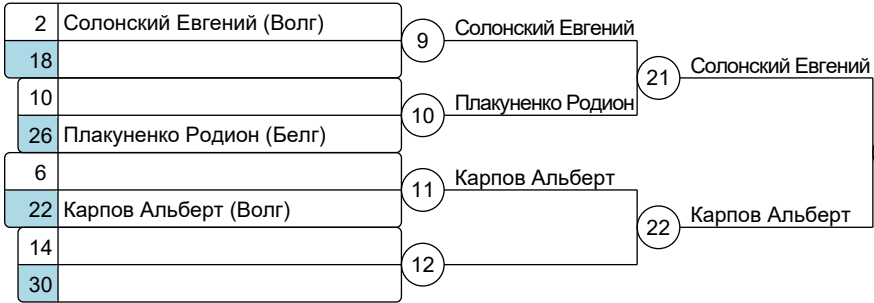 2 Солонский Евгений (Волг)
9 Солонский Евгений
18
21 Солонский Евгений
10
10 Плакуненко Родион
26 Плакуненко Родион (Белг)
6
11 Карпов Альберт
22 Карпов Альберт (Волг)
22 Карпов Альберт
14
12
30